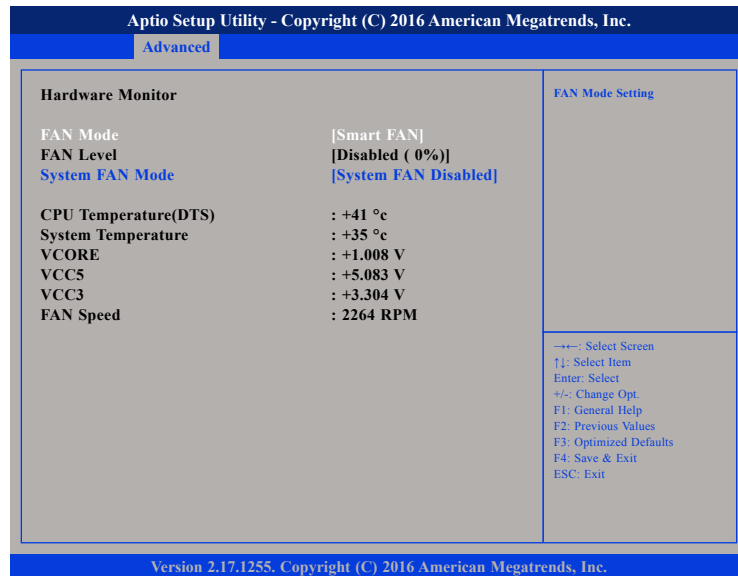 Aptio Setup Utility - Copyright (C) 2016 American Megatrends, Inc.
Advanced
Hardware Monitor
FAN Mode [Smart FAN]
FAN Level [Disabled ( 0%)]
System FAN Mode [System FAN Disabled]
CPU Temperature(DTS) : +41 °c
System Temperature : +35 °c
VCORE : +1.008 V
VCC5 : +5.083 V
VCC3 : +3.304 V
FAN Speed : 2264 RPM
FAN Mode Setting
→←: Select Screen
↑↓: Select Item
Enter: Select
+/-: Change Opt.
F1: General Help
F2: Previous Values
F3: Optimized Defaults
F4: Save & Exit
ESC: Exit
Version 2.17.1255. Copyright (C) 2016 American Megatrends, Inc.